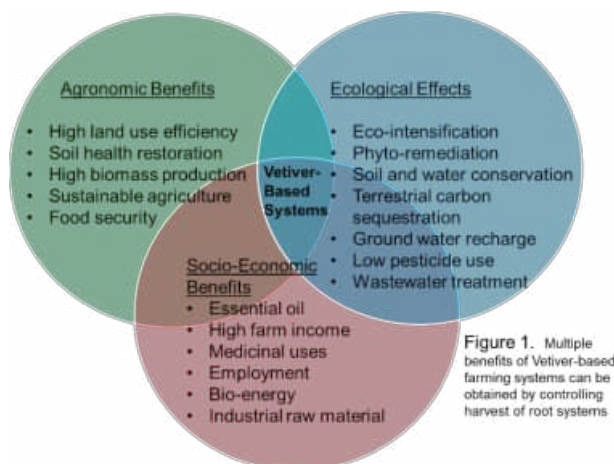 Agronomic Benefits
• High land use efficiency
• Soil health restoration
• High biomass production
• Sustainable agriculture
• Food security
Ecological Effects
• Eco-intensification
• Phyto-remediation
• Soil and water conservation
• Terrestrial carbon
sequestration
• Ground water recharge
• Low pesticide use
• Wastewater treatment
Vetiver-
Based
Systems
Socio-Economic
Benefits
• Essential oil
• High farm income
• Medicinal uses
• Employment
• Bio-energy
• Industrial raw material
Figure 1. Multiple
benefits of Vetiver-based
farming systems can be
obtained by controlling
harvest of root systems